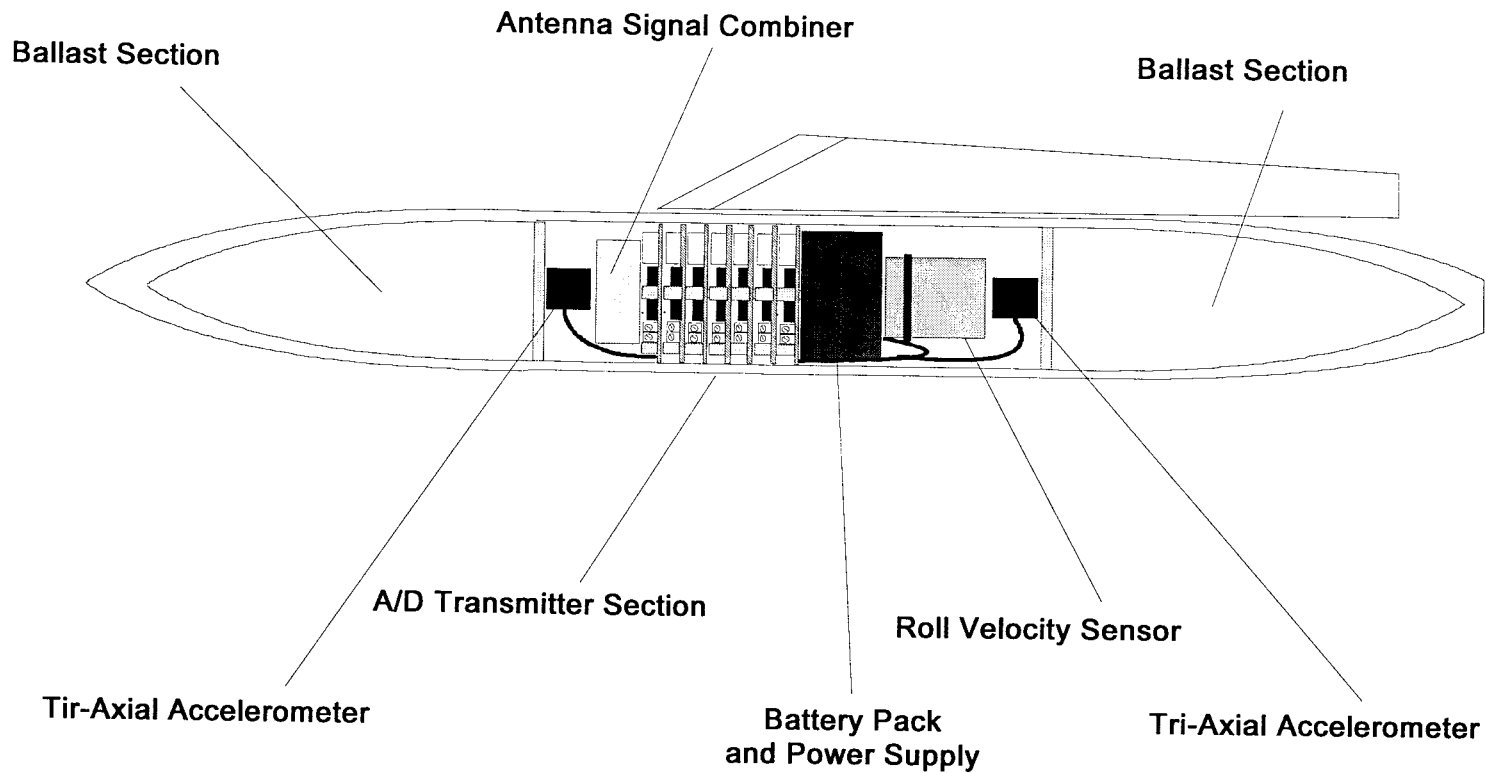 Antenna Signal Combiner
Ballast Section
Ballast Section
A/D Transmitter Section
Roll Velocity Sensor
Tir-Axial Accelerometer
Battery Pack
and Power Supply
Tri-Axial Accelerometer